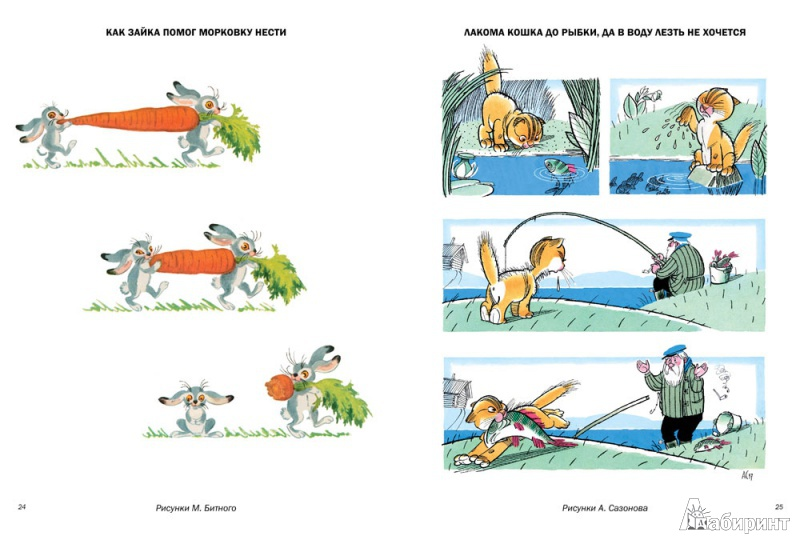 КАК ЗАЙКА ПОМОГ МОРКОВКУ НЕСТИ
24
Рисунки М. Битного
ЛАКОМА КОШКА ДО РЫБКИ, ДА В ВОДУ ЛЕЗТЬ НЕ ХОЧЕТСЯ
Рисунки А. Сазонова
25
Лабиринт